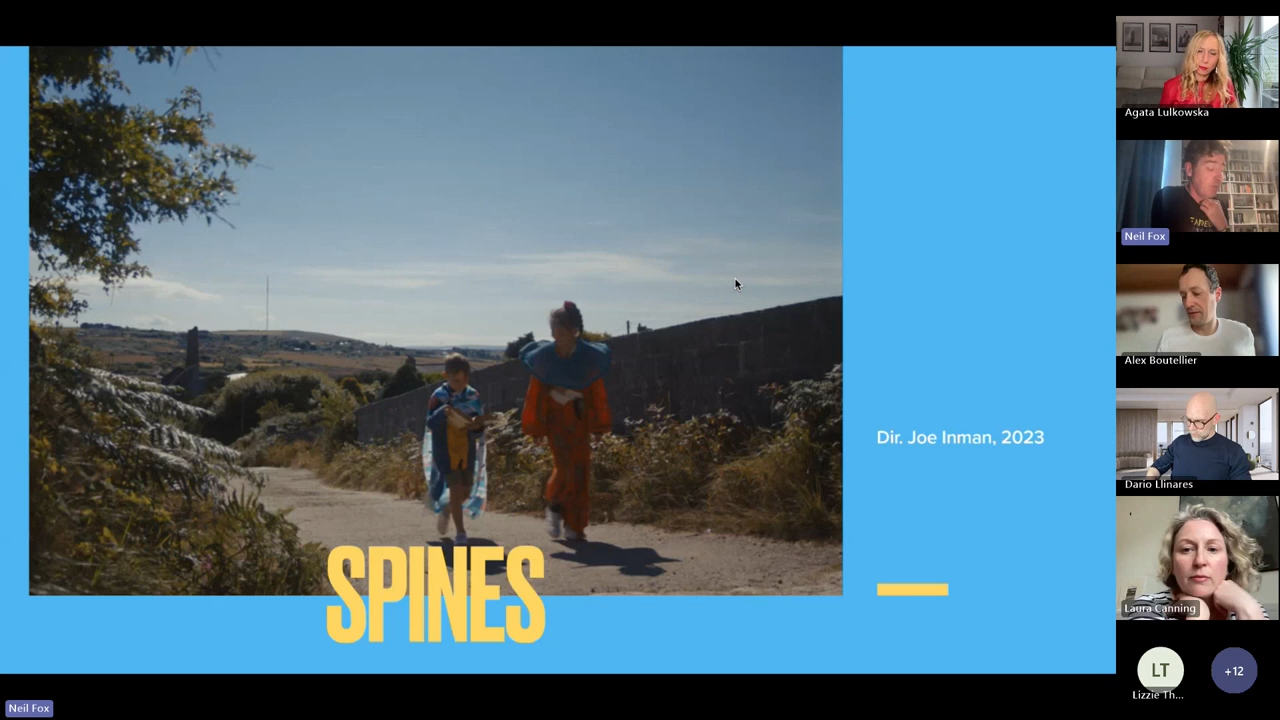 SPINES
Dir. Joe Inman, 2023
Agata Lulkowska
Neil Fox
Alex Boutellier
Dario Llinares
Laura Canning
LT
+12
Lizzie Th...
Neil Fox